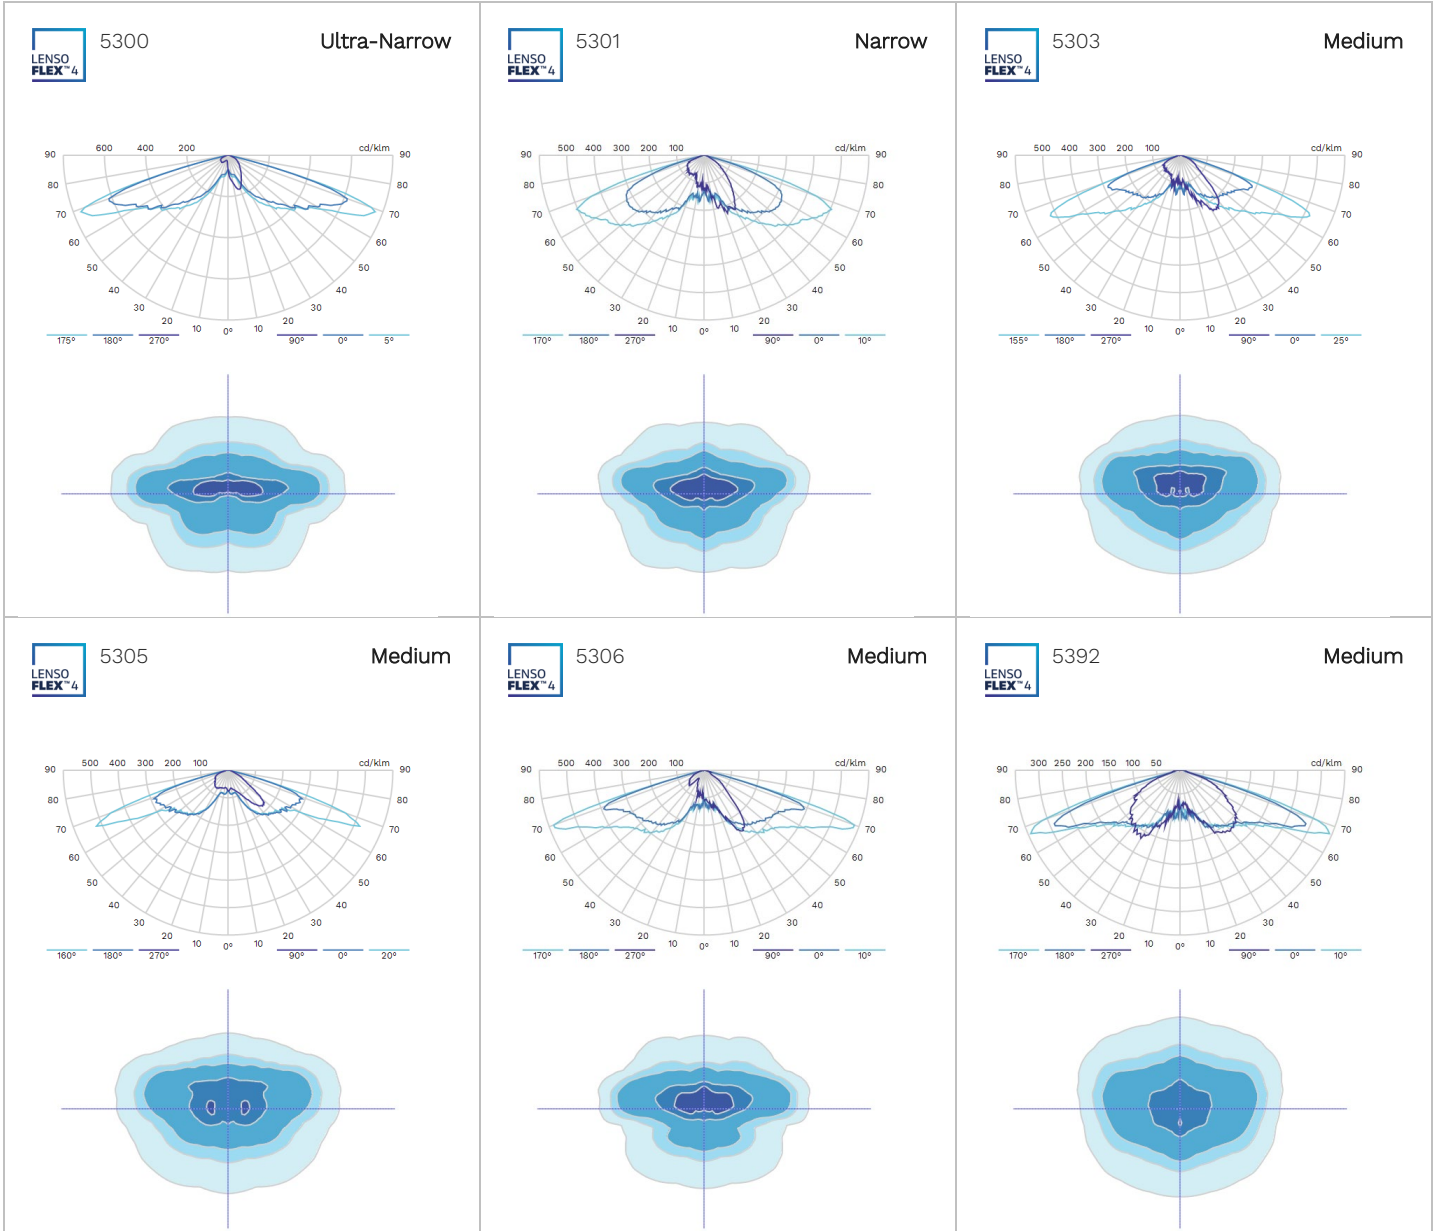 5300 Ultra-Narrow
LENSO
FLEX™4
600 400 200 cd/klm
90 90
80 80
70 70
60 60
50 50
40 40
30 30
20 10 0° 10 20
175° 180° 270° 90° 0° 5°
5301 Narrow
LENSO
FLEX™4
500 400 300 200 100 cd/klm
90 90
80 80
70 70
60 60
50 50
40 40
30 30
20 10 0° 10 20
170° 180° 270° 90° 0° 10°
5303 Medium
LENSO
FLEX™4
500 400 300 200 100 cd/klm
90 90
80 80
70 70
60 60
50 50
40 40
30 30
20 10 0° 10 20
155° 180° 270° 90° 0° 25°
5305 Medium
LENSO
FLEX™4
500 400 300 200 100 cd/klm
90 90
80 80
70 70
60 60
50 50
40 40
30 30
20 10 0° 10 20
160° 180° 270° 90° 0° 20°
5306 Medium
LENSO
FLEX™4
500 400 300 200 100 cd/klm
90 90
80 80
70 70
60 60
50 50
40 40
30 30
20 10 0° 10 20
170° 180° 270° 90° 0° 10°
5392 Medium
LENSO
FLEX™4
300 250 200 150 100 50 cd/klm
90 90
80 80
70 70
60 60
50 50
40 40
30 30
20 10 0° 10 20
170° 180° 270° 90° 0° 10°